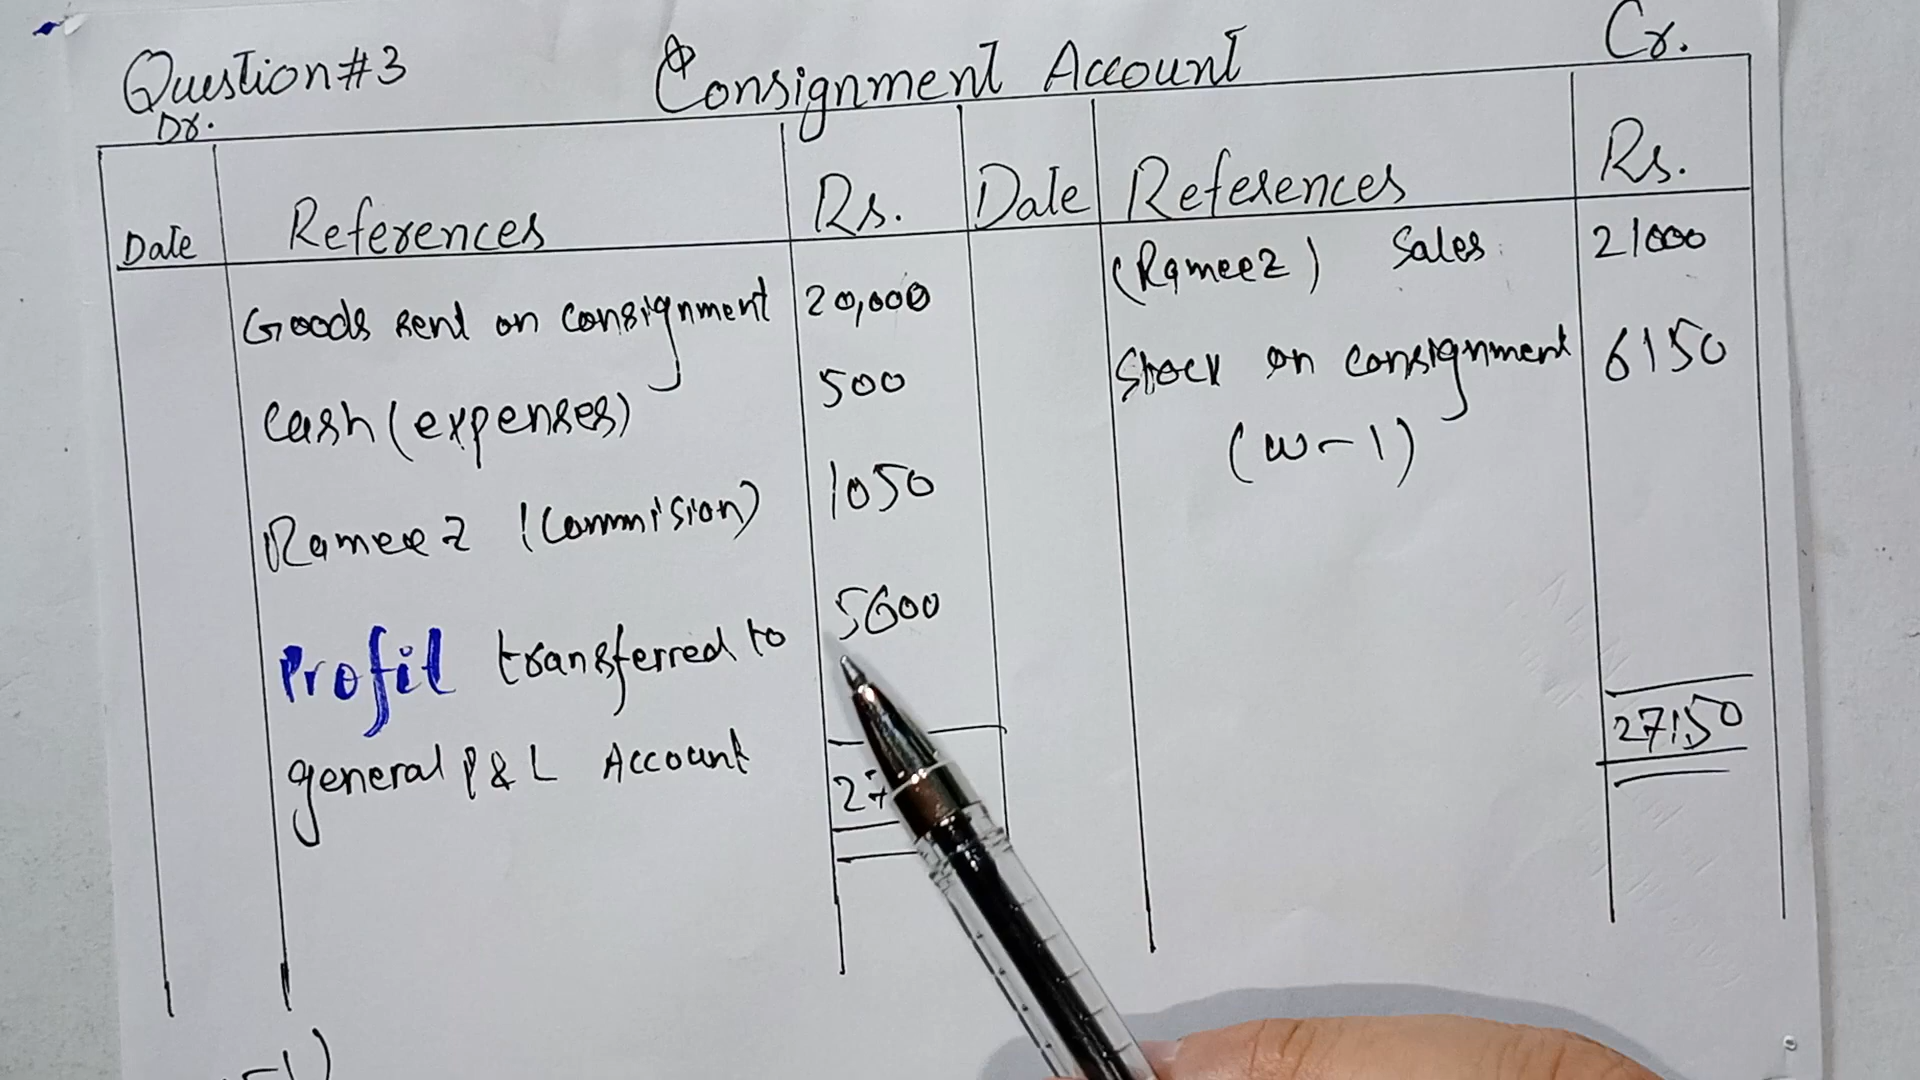 Question#3 Consignment Account Cr.
Dr.
Date References Rs. Date References Rs.
Goods sent on consignment 20,000 (Rameez) Sales 21000
Cash (expenses) 500 Stock on consignment 6150
(w-1)
Rameez (Commision) 1050
Profit transferred to 5600
general P & L Account 27150